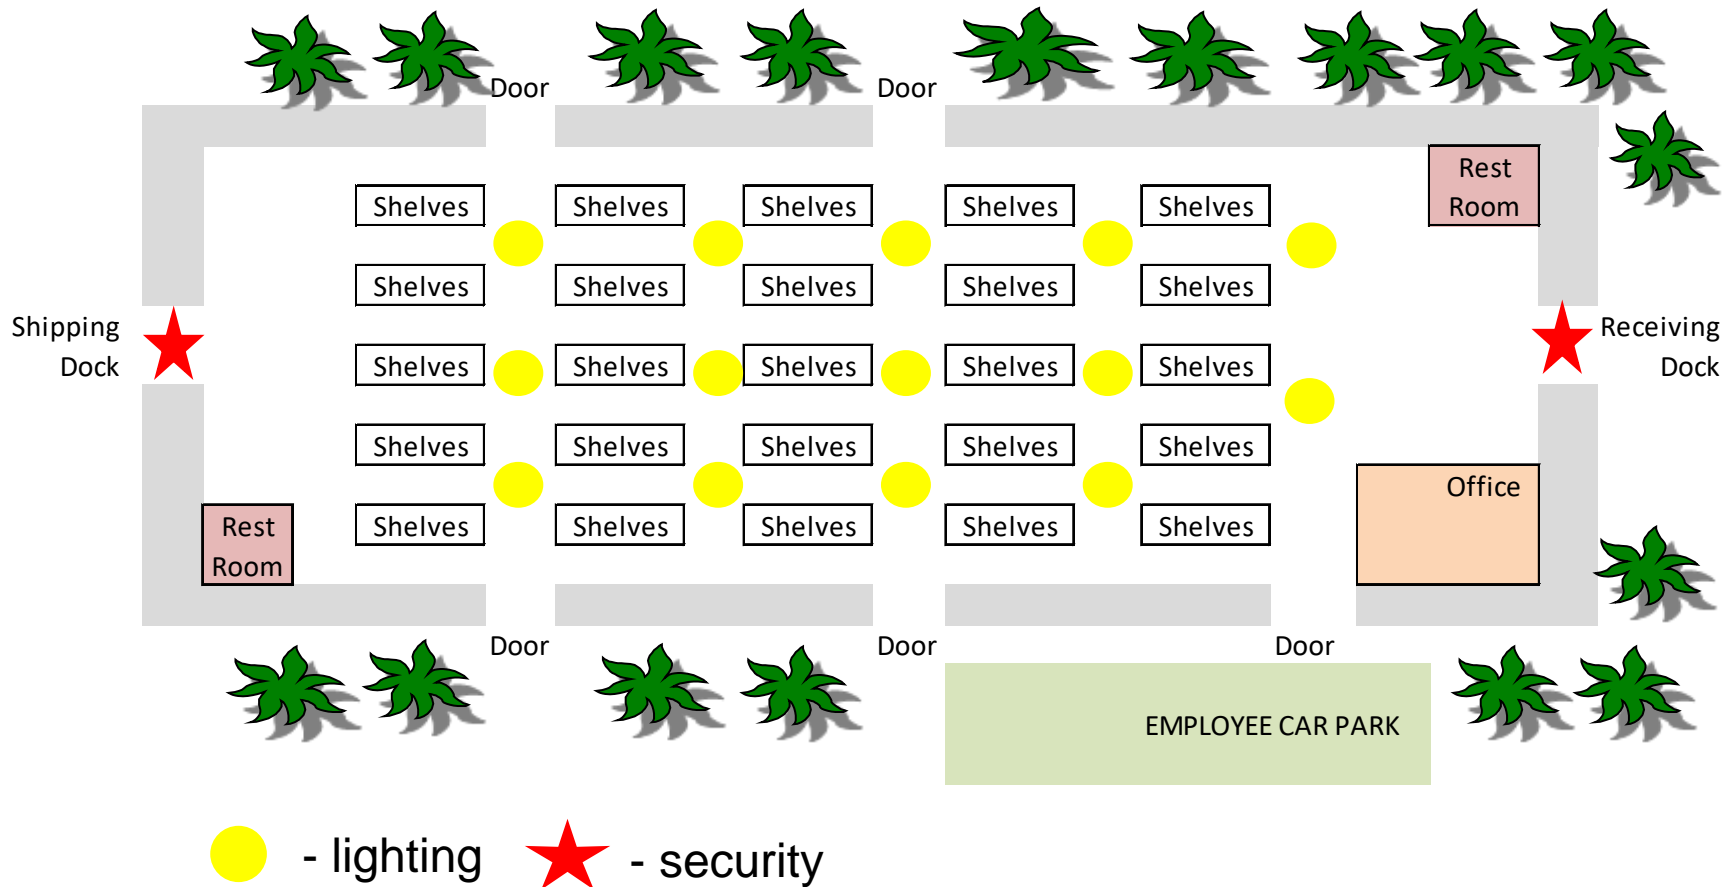 Door
Door
Rest
Room
Shelves Shelves Shelves Shelves Shelves
Shelves Shelves Shelves Shelves Shelves
Shipping
Dock
Receiving
Dock
Shelves Shelves Shelves Shelves Shelves
Shelves Shelves Shelves Shelves Shelves
Office
Rest
Room
Shelves Shelves Shelves Shelves Shelves
Door
Door
Door
EMPLOYEE CAR PARK
- lighting
- security